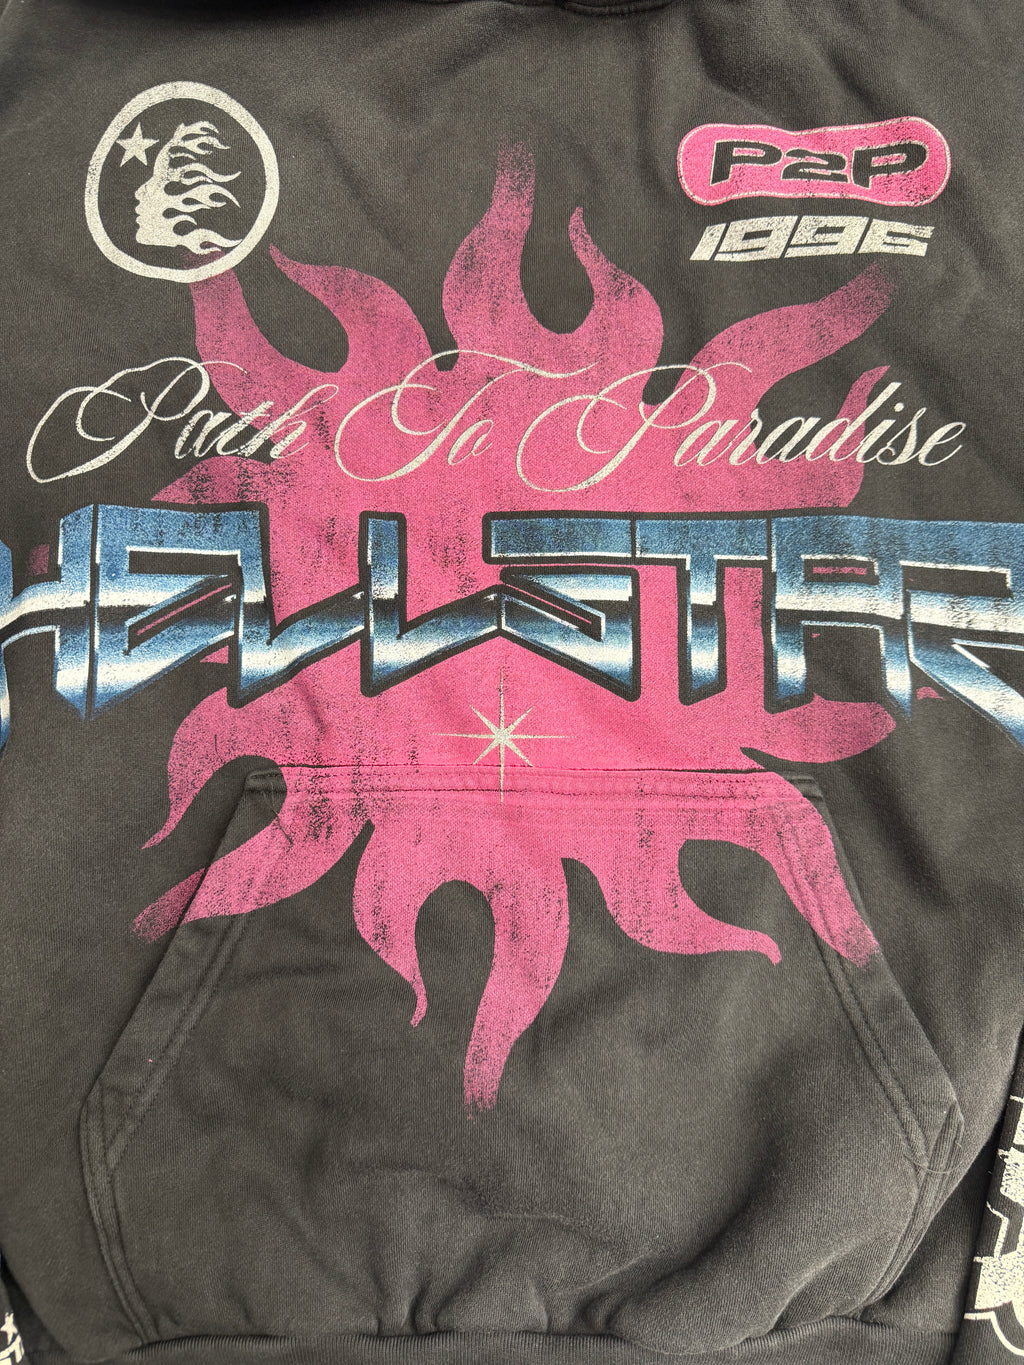 P2P
1996
Path To Paradise
HELLSTAR